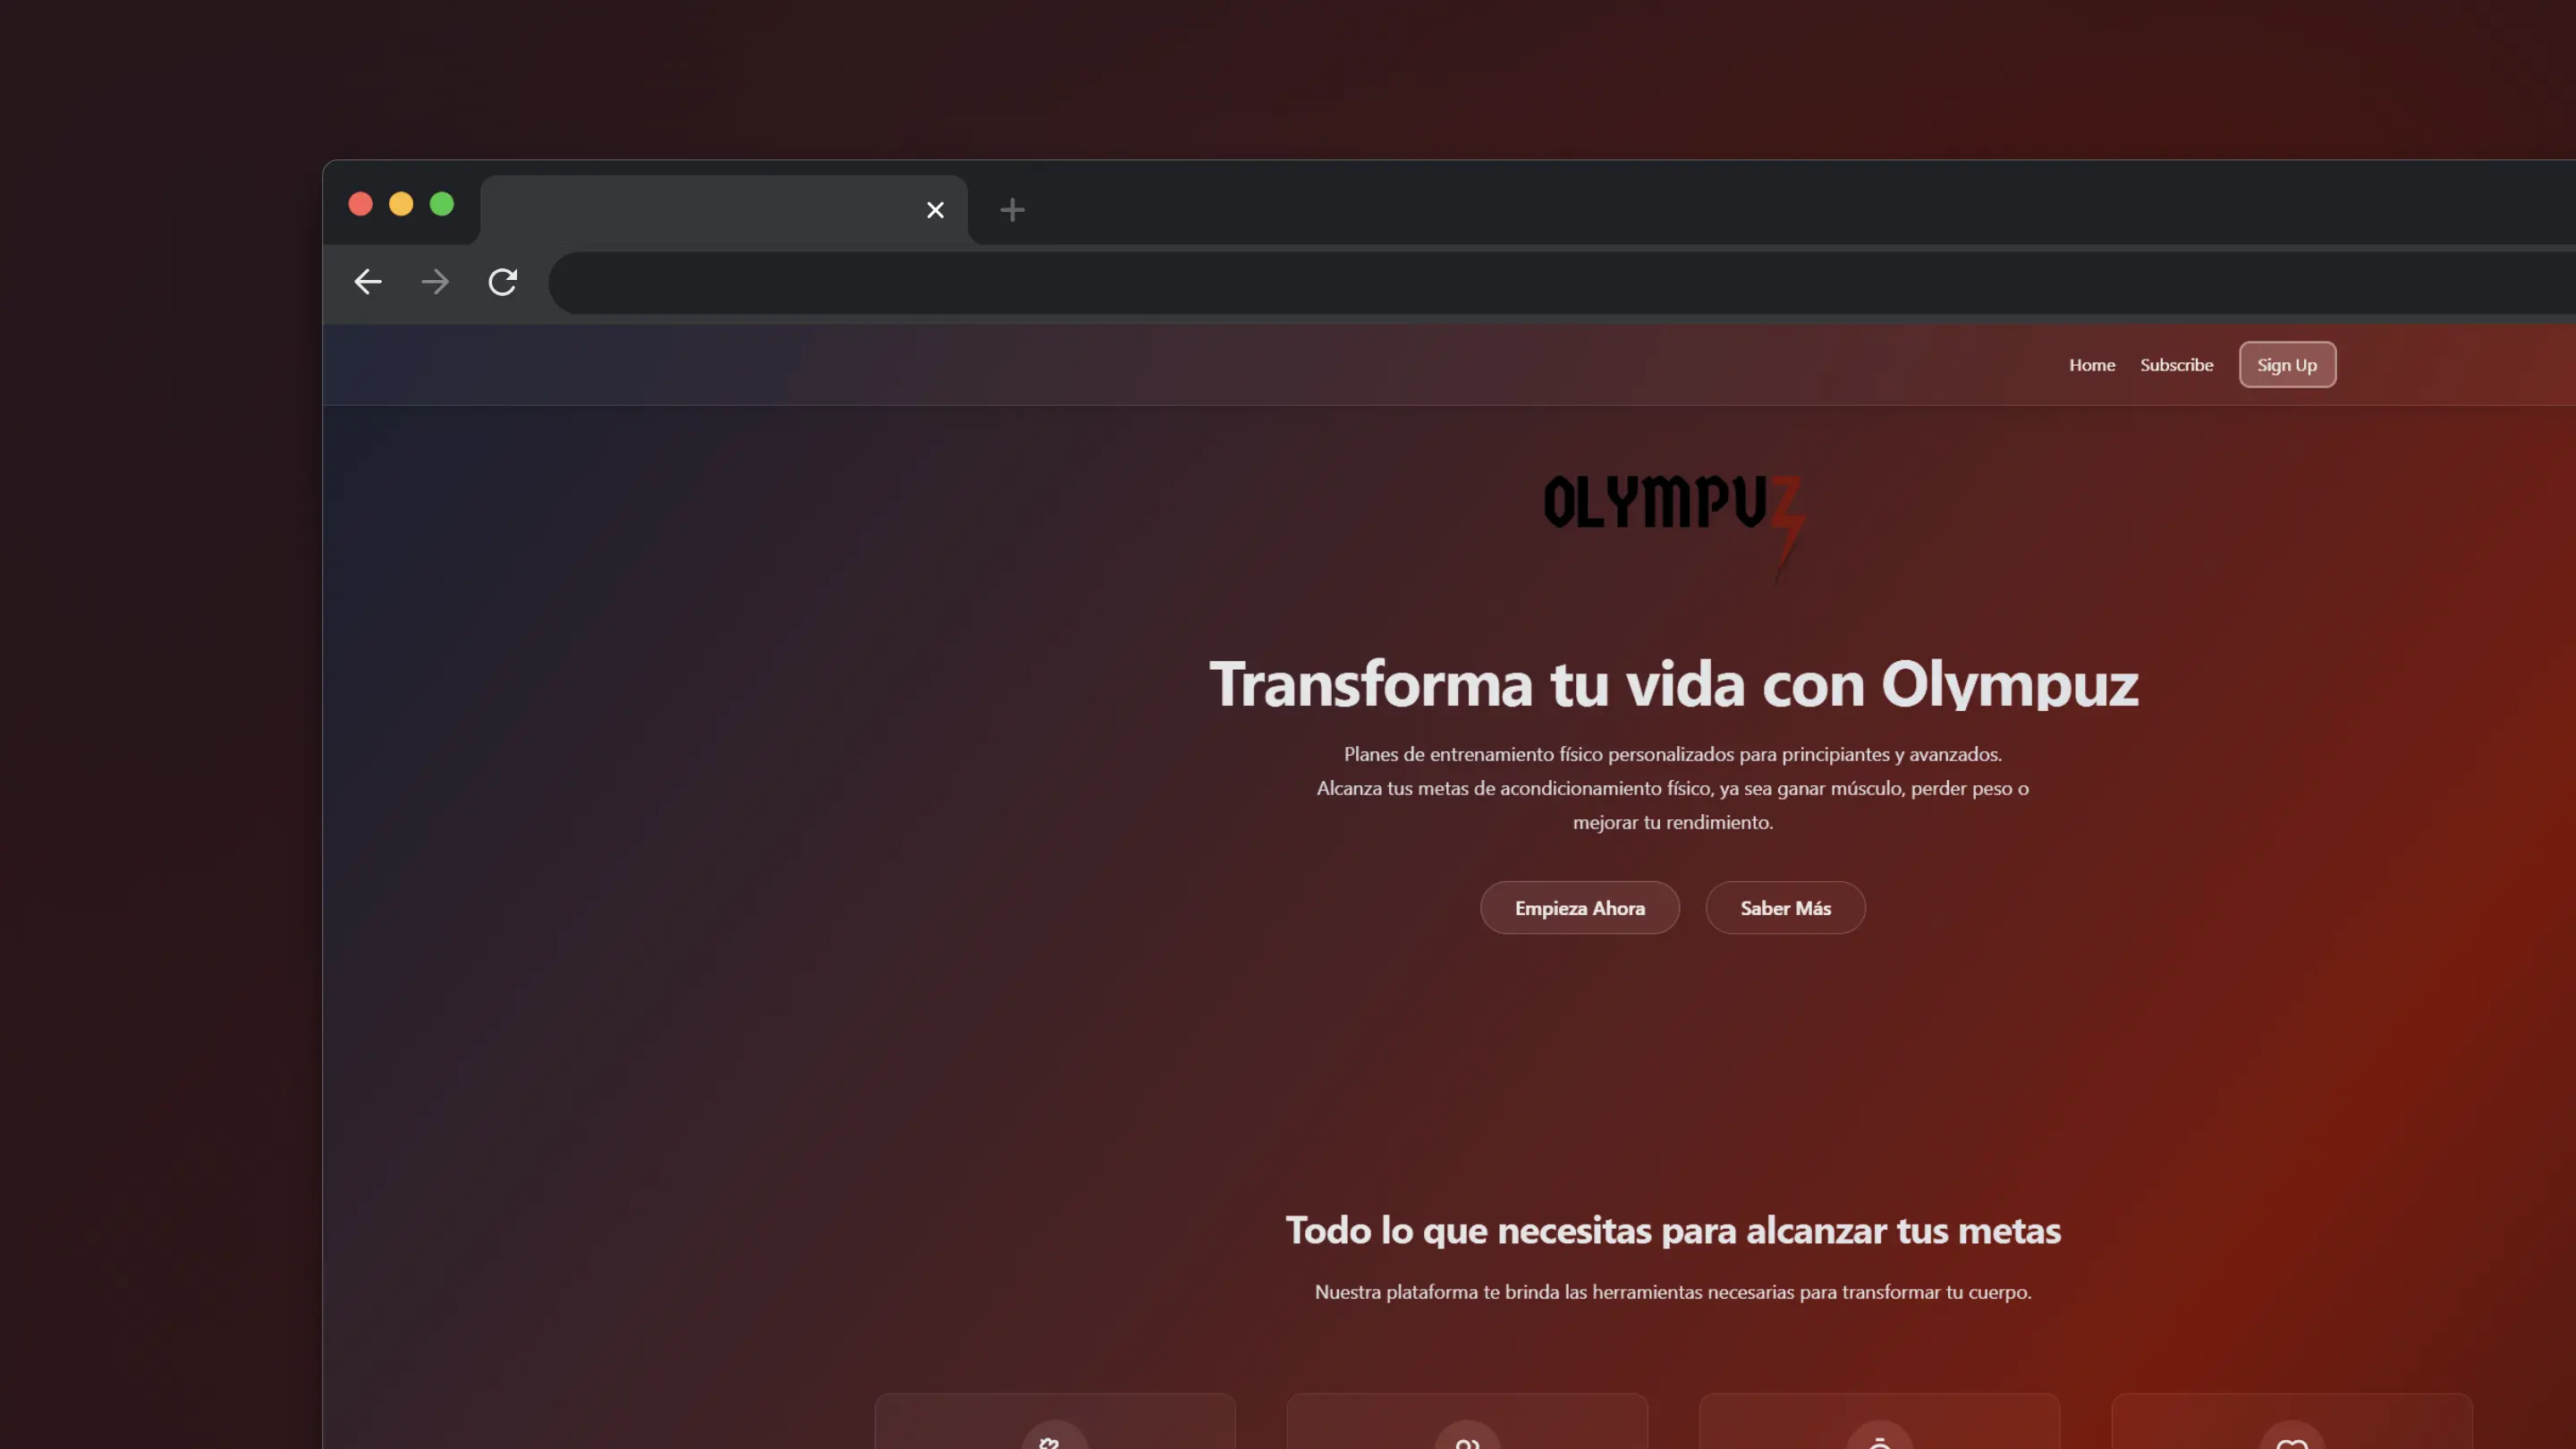 Home Subscribe Sign Up
OLYMPUZ
Transforma tu vida con Olympuz
Planes de entrenamiento físico personalizados para principiantes y avanzados.
Alcanza tus metas de acondicionamiento físico, ya sea ganar músculo, perder peso o
mejorar tu rendimiento.
Empieza Ahora Saber Más
Todo lo que necesitas para alcanzar tus metas
Nuestra plataforma te brinda las herramientas necesarias para transformar tu cuerpo.